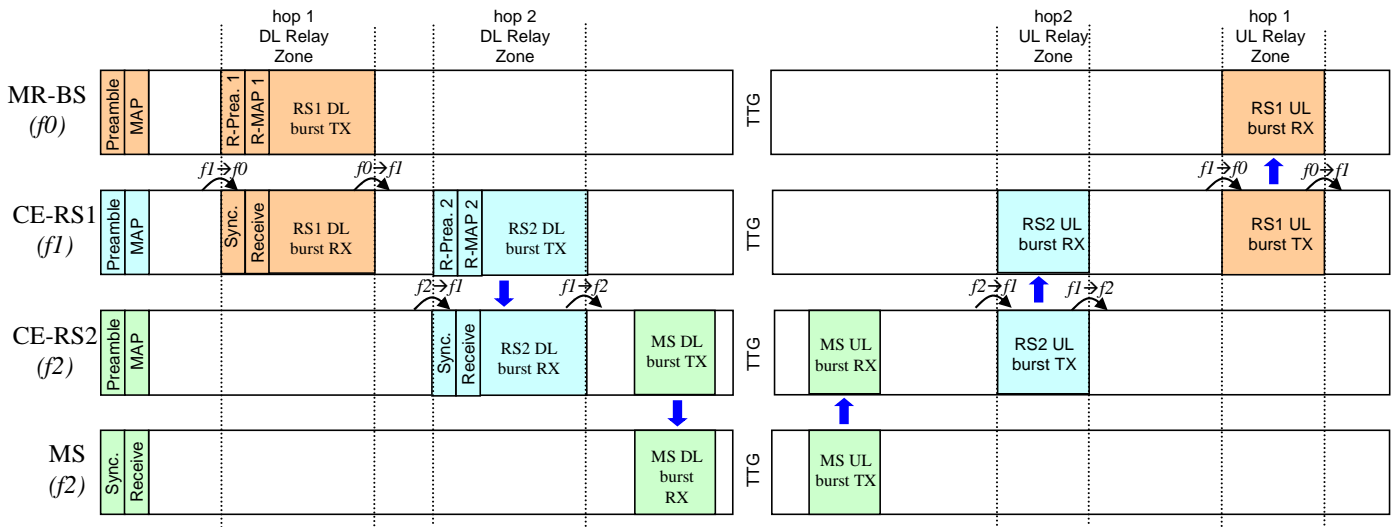 hop 1
DL Relay
Zone
hop 2
DL Relay
Zone
hop2
UL Relay
Zone
hop 1
UL Relay
Zone
MR-BS
(f0)
Preamble
MAP
R-Prea. 1
R-MAP 1
RS1 DL
burst TX
TTG
RS1 UL
burst RX
f1→f0
f0→f1
f1→f0
f0→f1
CE-RS1
(f1)
Preamble
MAP
Sync.
Receive
RS1 DL
burst RX
R-Prea. 2
R-MAP 2
RS2 DL
burst TX
TTG
RS2 UL
burst RX
RS1 UL
burst TX
f2→f1
f1→f2
f2→f1
f1→f2
CE-RS2
(f2)
Preamble
MAP
Sync.
Receive
RS2 DL
burst RX
MS DL
burst TX
TTG
MS UL
burst RX
RS2 UL
burst TX
MS
(f2)
Sync.
Receive
MS DL
burst
RX
TTG
MS UL
burst TX